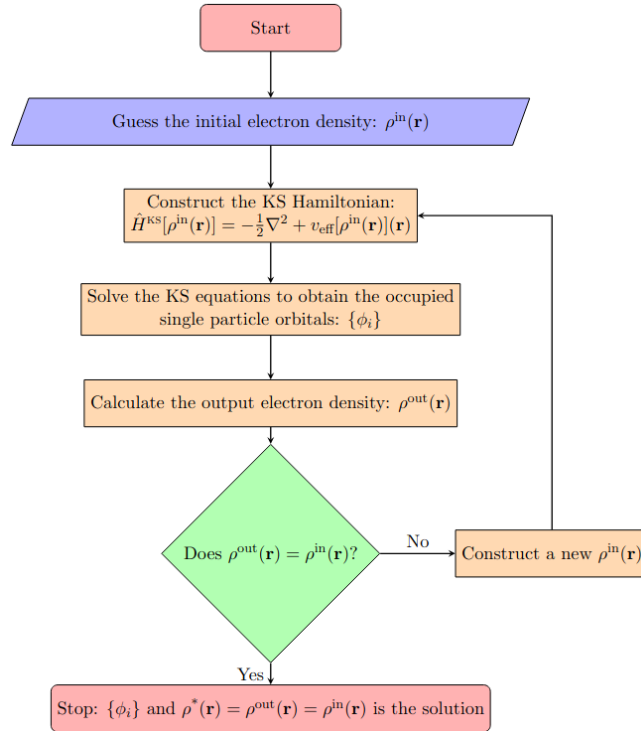 Start
Guess the initial electron density: ρ^in(𝐫)
Construct the KS Hamiltonian:
Ĥ^KS[ρ^in(𝐫)] = −½∇² + v_eff[ρ^in(𝐫)](𝐫)
Solve the KS equations to obtain the occupied
single particle orbitals: {ϕ_i}
Calculate the output electron density: ρ^out(𝐫)
Does ρ^out(𝐫) = ρ^in(𝐫)?
No
Construct a new ρ^in(𝐫)
Yes
Stop: {ϕ_i} and ρ^*(𝐫) = ρ^out(𝐫) = ρ^in(𝐫) is the solution